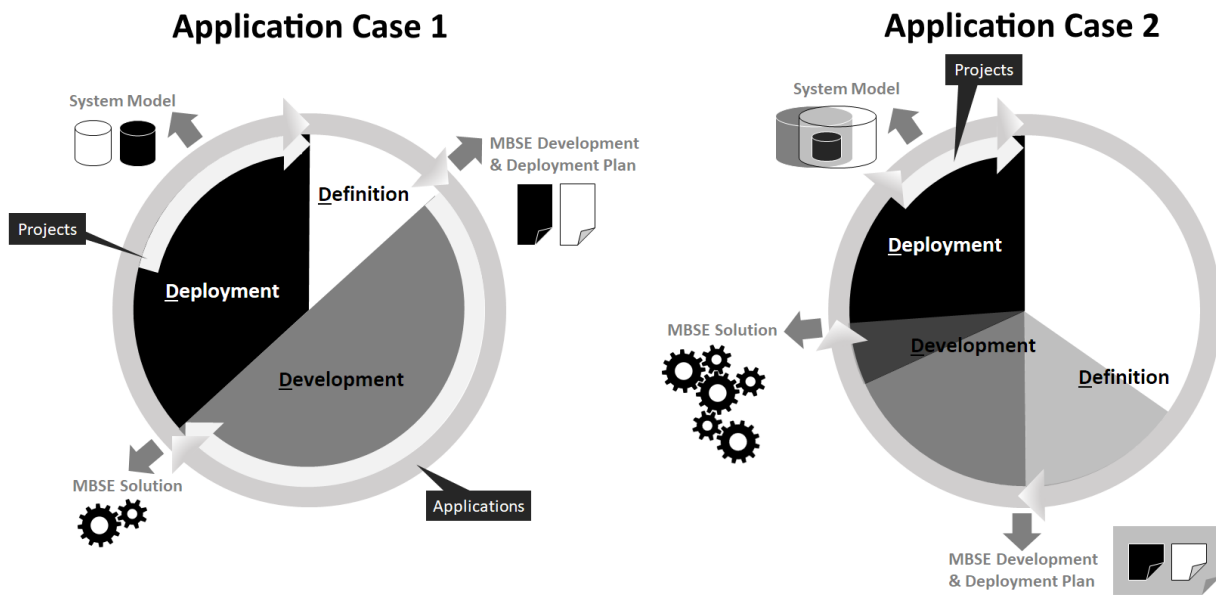 Application Case 1
System Model
MBSE Development
& Deployment Plan
Definition
Projects
Deployment
Development
MBSE Solution
Applications
Application Case 2
Projects
System Model
Deployment
MBSE Solution
Development
Definition
MBSE Development
& Deployment Plan